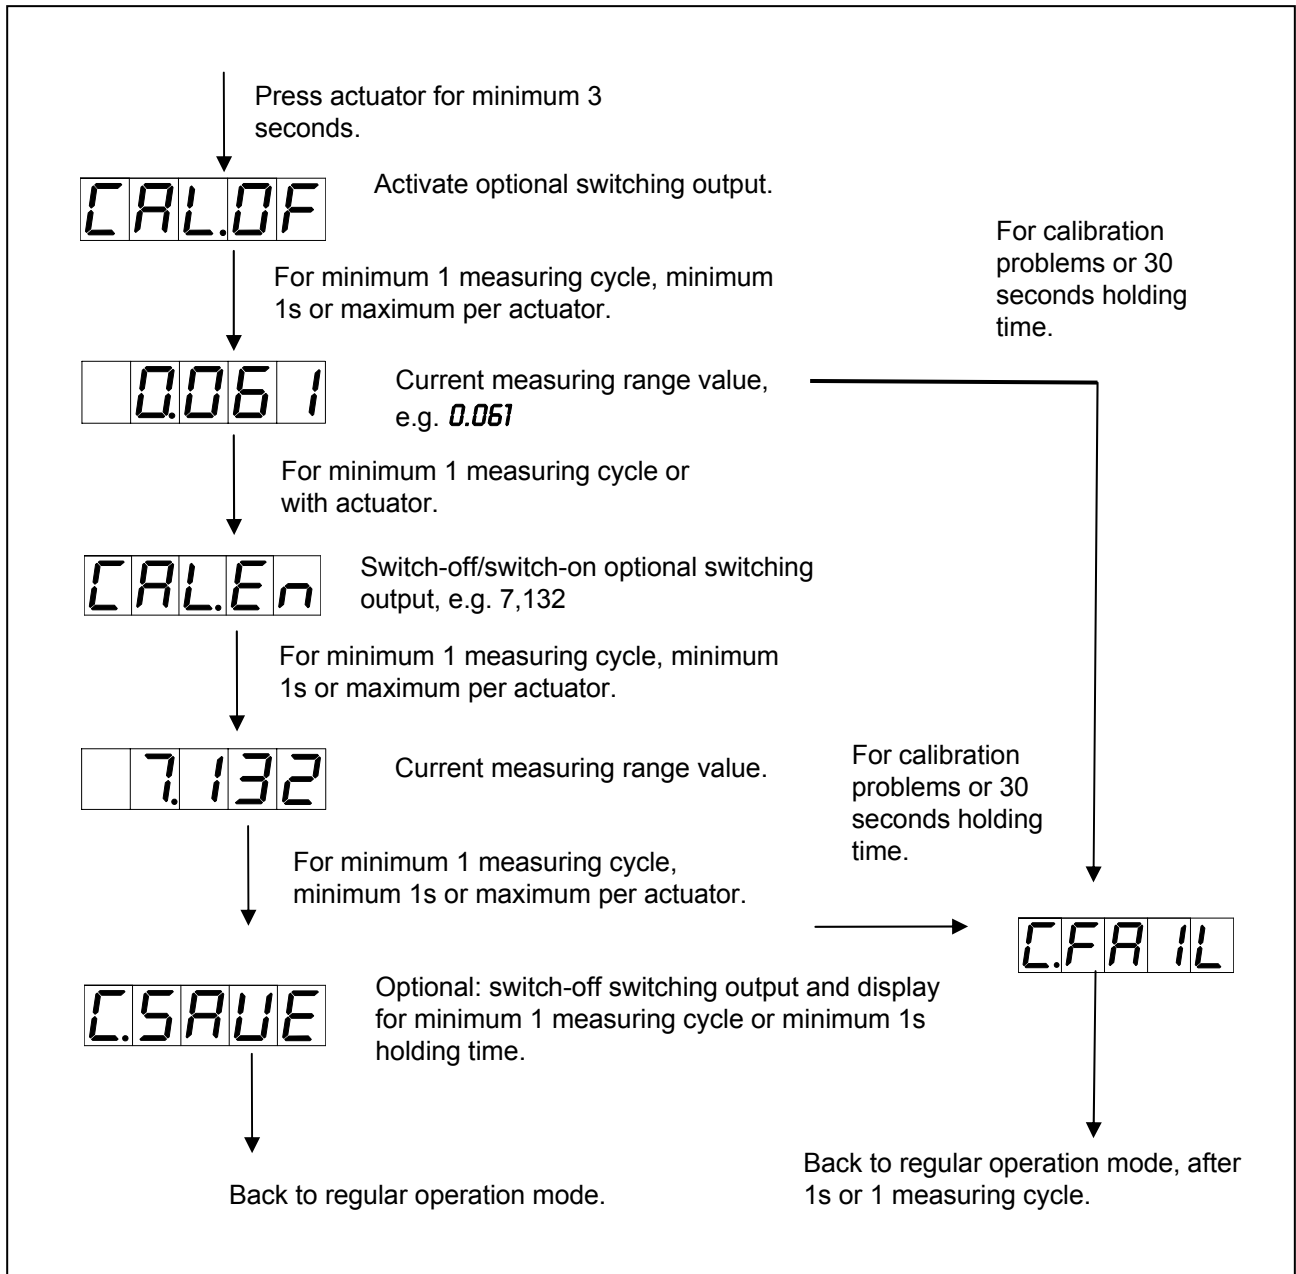 Press actuator for minimum 3
seconds.
CAL.OF
Activate optional switching output.
For minimum 1 measuring cycle, minimum
1s or maximum per actuator.
For calibration
problems or 30
seconds holding
time.
0.061
Current measuring range value,
e.g. 0.061
For minimum 1 measuring cycle or
with actuator.
CAL.En
Switch-off/switch-on optional switching
output, e.g. 7,132
For minimum 1 measuring cycle, minimum
1s or maximum per actuator.
7.132
Current measuring range value.
For calibration
problems or 30
seconds holding
time.
For minimum 1 measuring cycle,
minimum 1s or maximum per actuator.
C.FAIL
C.SAVE
Optional: switch-off switching output and display
for minimum 1 measuring cycle or minimum 1s
holding time.
Back to regular operation mode.
Back to regular operation mode, after
1s or 1 measuring cycle.